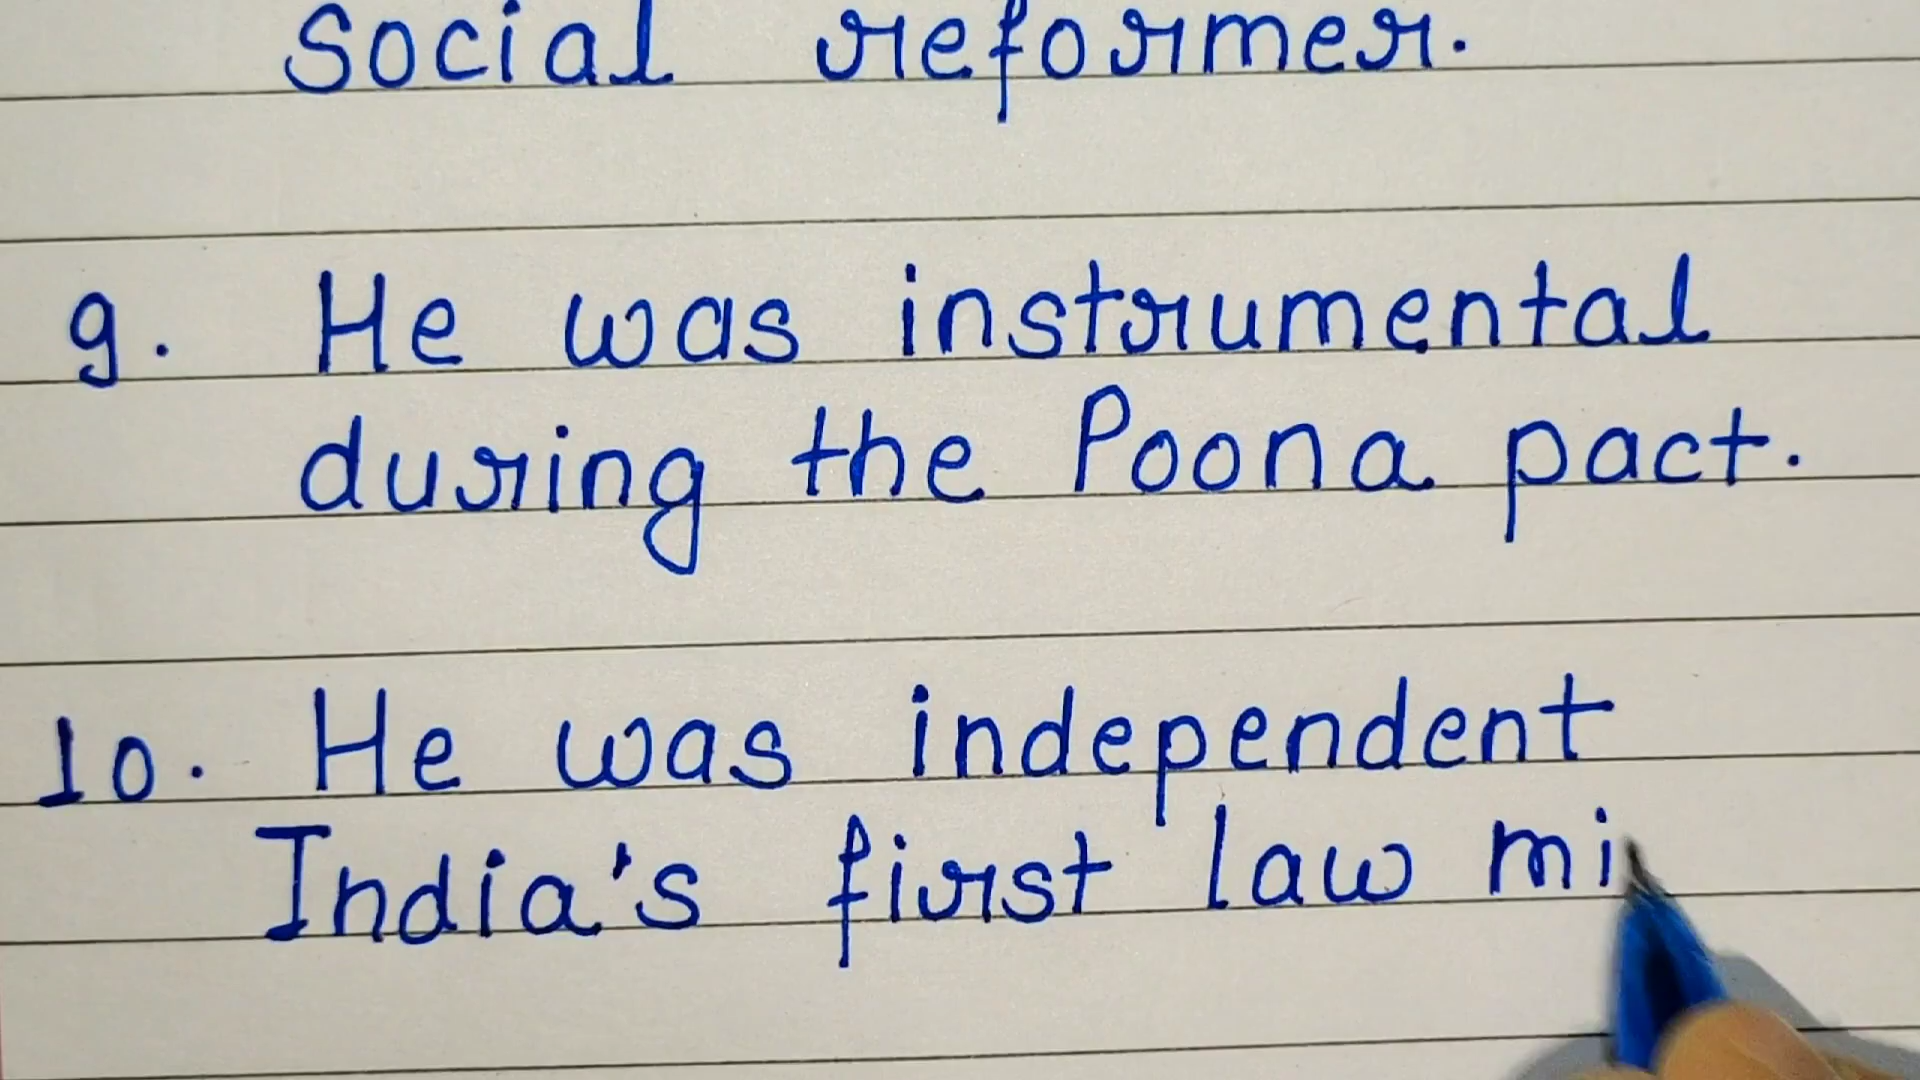 social reformer.
9. He was instrumental
during the Poona pact.
10. He was independent
India's first law mi